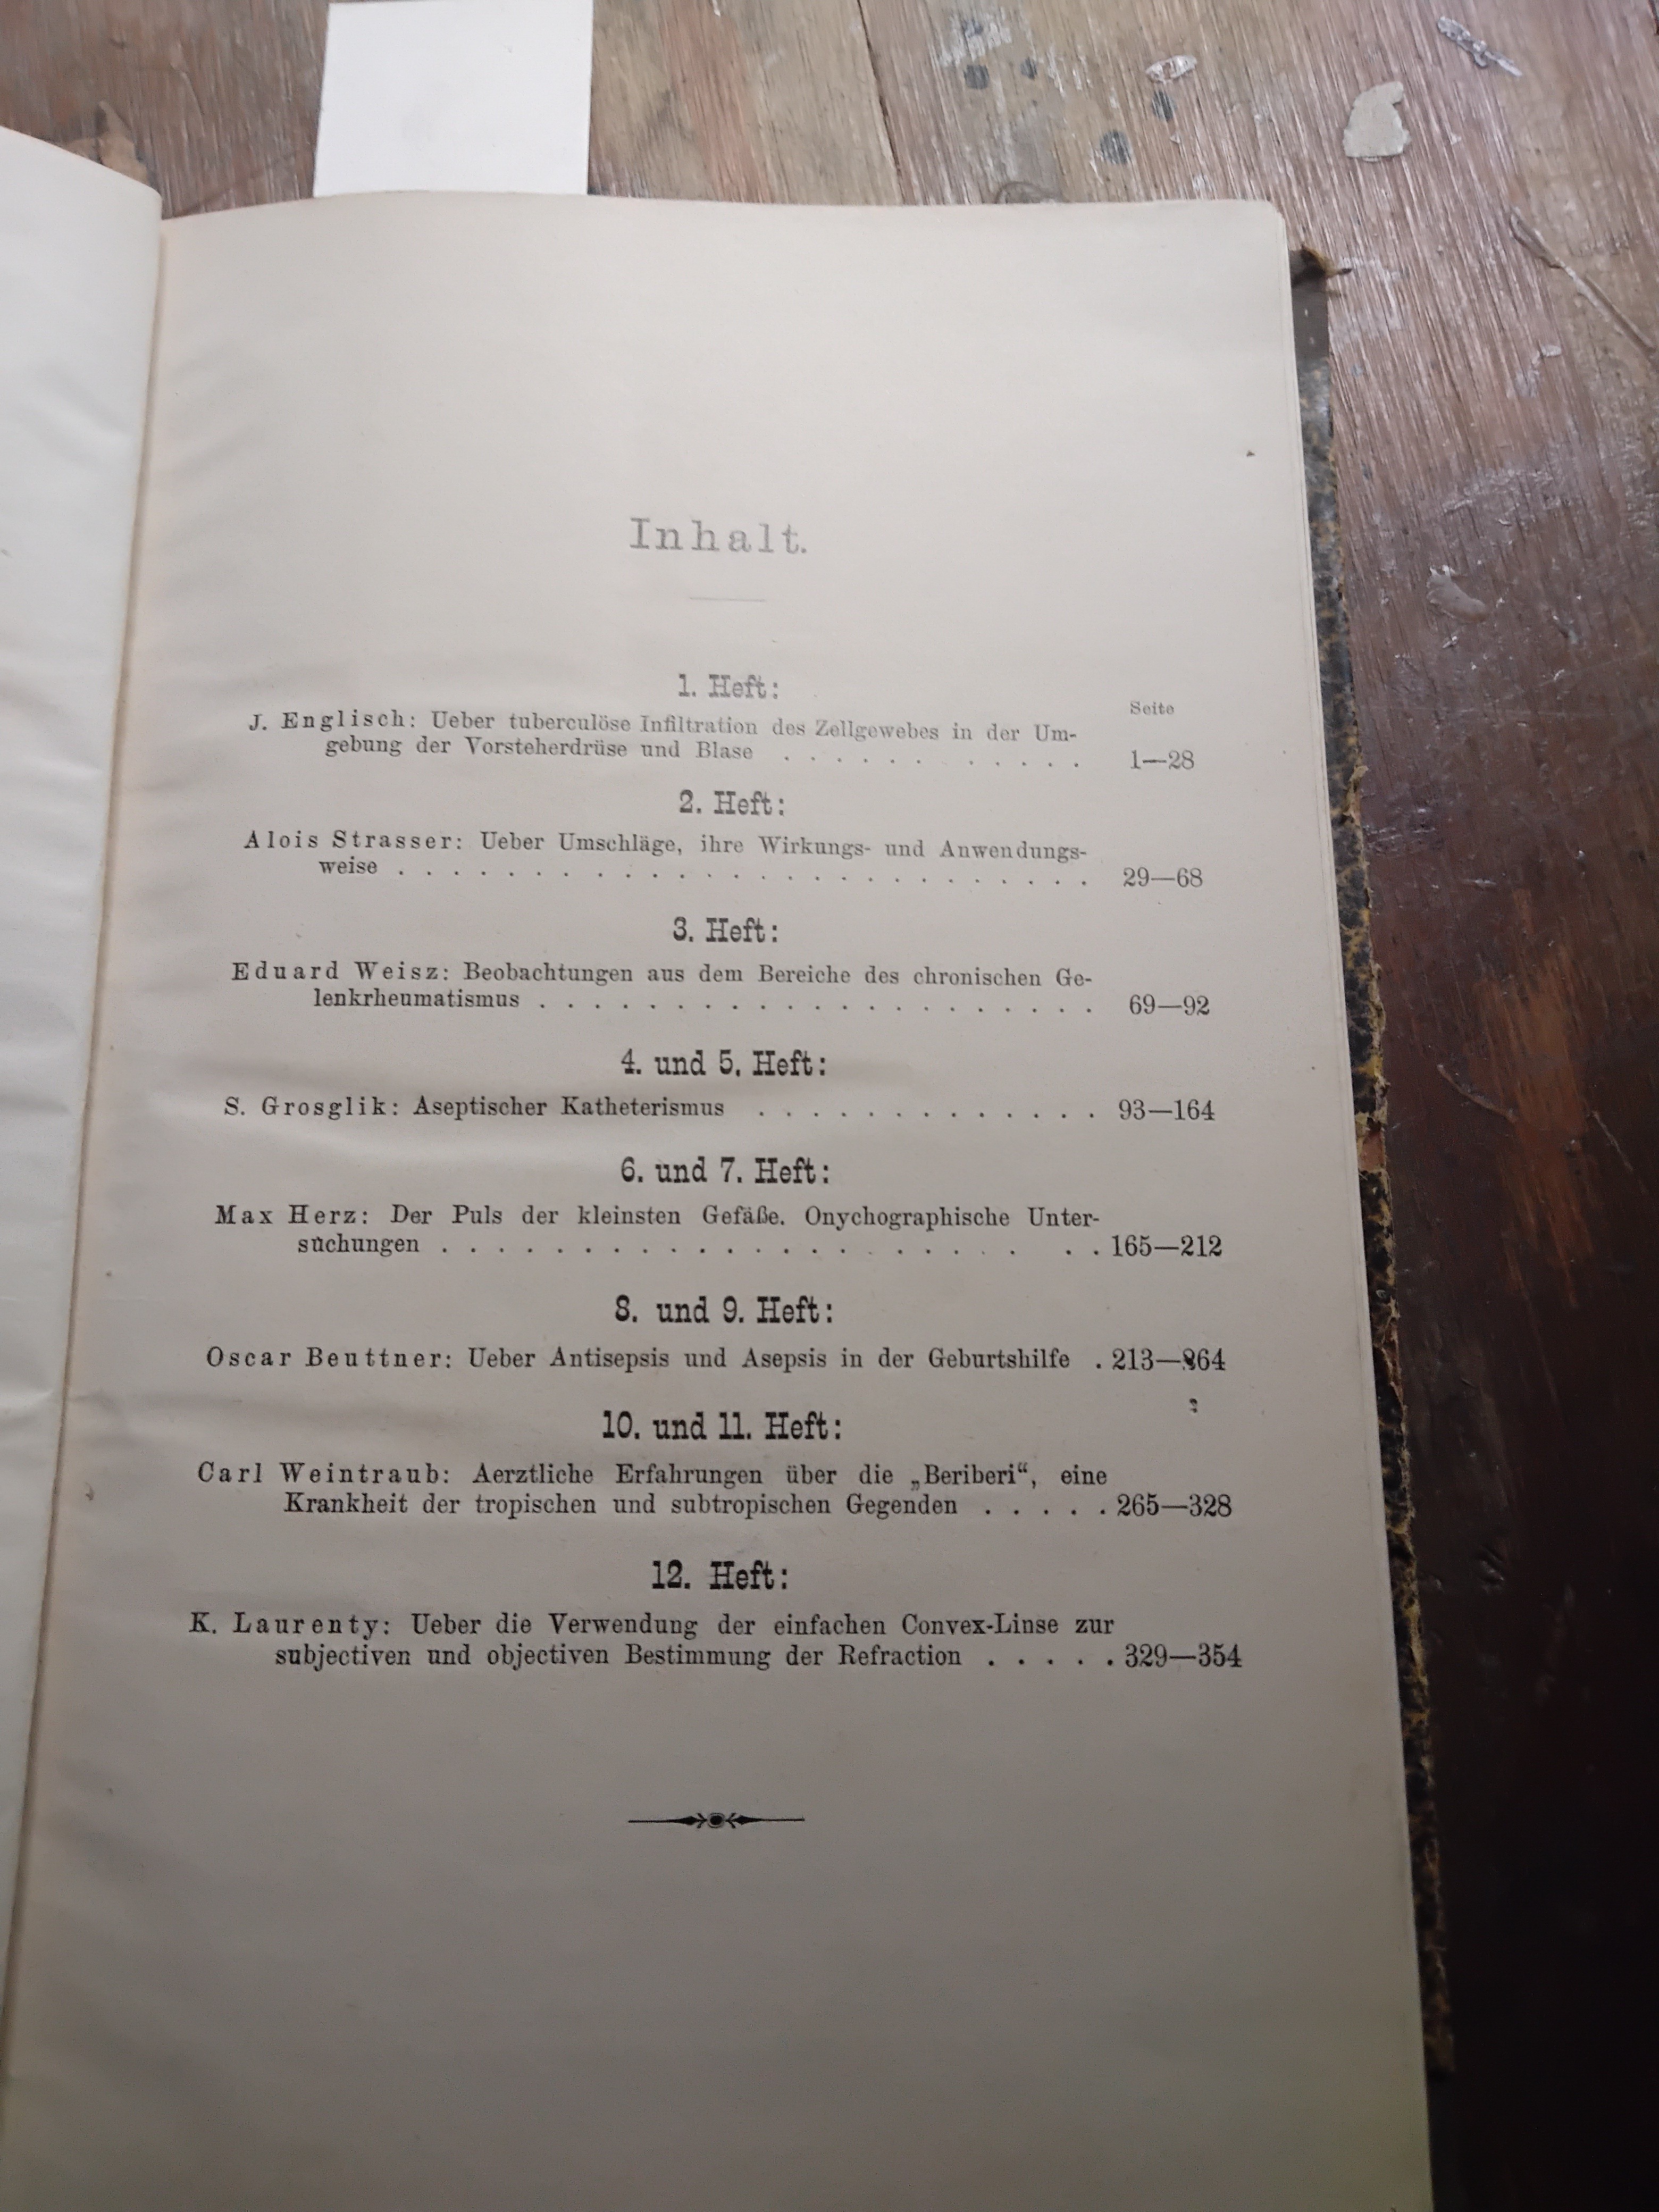 Inhalt.
1. Heft:
Seite
J. Englisch: Ueber tuberculöse Infiltration des Zellgewebes in der Um-
gebung der Vorsteherdrüse und Blase . . . . . . . . . . . . 1—28
2. Heft:
Alois Strasser: Ueber Umschläge, ihre Wirkungs- und Anwendungs-
weise . . . . . . . . . . . . . . . . . . . . . . . . . 29—68
3. Heft:
Eduard Weisz: Beobachtungen aus dem Bereiche des chronischen Ge-
lenkrheumatismus . . . . . . . . . . . . . . . . . . . . . 69—92
4. und 5. Heft:
S. Grosglik: Aseptischer Katheterismus . . . . . . . . . . . . . 93—164
6. und 7. Heft:
Max Herz: Der Puls der kleinsten Gefäße. Onychographische Unter-
suchungen . . . . . . . . . . . . . . . . . . . . . . . 165—212
8. und 9. Heft:
Oscar Beuttner: Ueber Antisepsis und Asepsis in der Geburtshilfe . 213—264
10. und 11. Heft:
Carl Weintraub: Aerztliche Erfahrungen über die „Beriberi“, eine
Krankheit der tropischen und subtropischen Gegenden . . . . . 265—328
12. Heft:
K. Laurenty: Ueber die Verwendung der einfachen Convex-Linse zur
subjectiven und objectiven Bestimmung der Refraction . . . . . 329—354